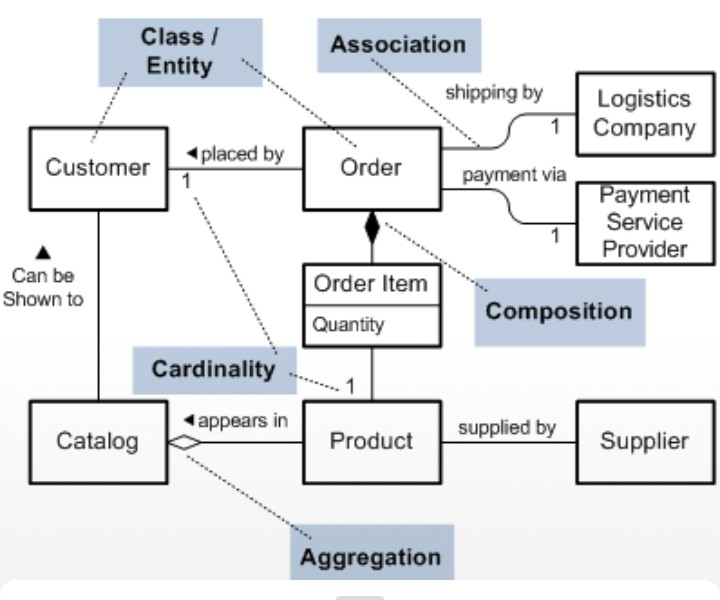 Class /
Entity
Association
shipping by
1
Logistics
Company
Customer
◄placed by
1
Order
payment via
1
Payment
Service
Provider
▲
Can be
Shown to
Order Item
Quantity
Composition
Cardinality
1
Catalog
◄appears in
Product
supplied by
Supplier
Aggregation